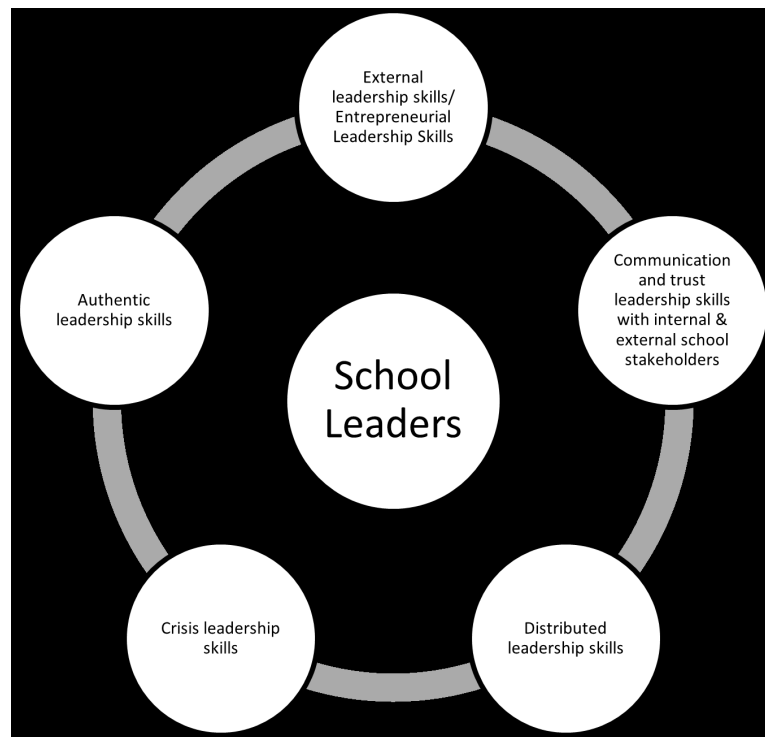 External
leadership skills/
Entrepreneurial
Leadership Skills
Communication
and trust
leadership skills
with internal &
external school
stakeholders
Authentic
leadership skills
School
Leaders
Crisis leadership
skills
Distributed
leadership skills